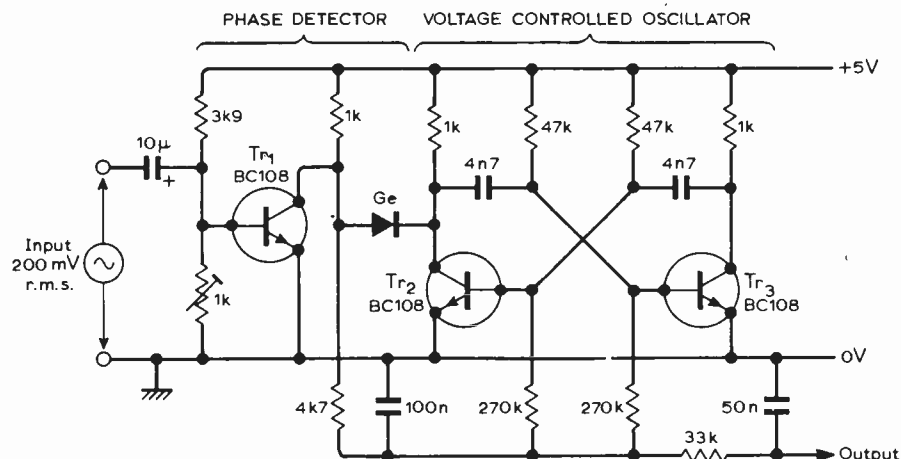 PHASE DETECTOR
VOLTAGE CONTROLLED OSCILLATOR
+5V
3k9
1k
1k
47k
47k
1k
10µ
+
Tr1
BC108
4n7
4n7
Ge
Input
200 mV
r.m.s.
1k
Tr2
BC108
Tr3
BC108
0V
4k7
100n
270k
270k
50n
33k
Output